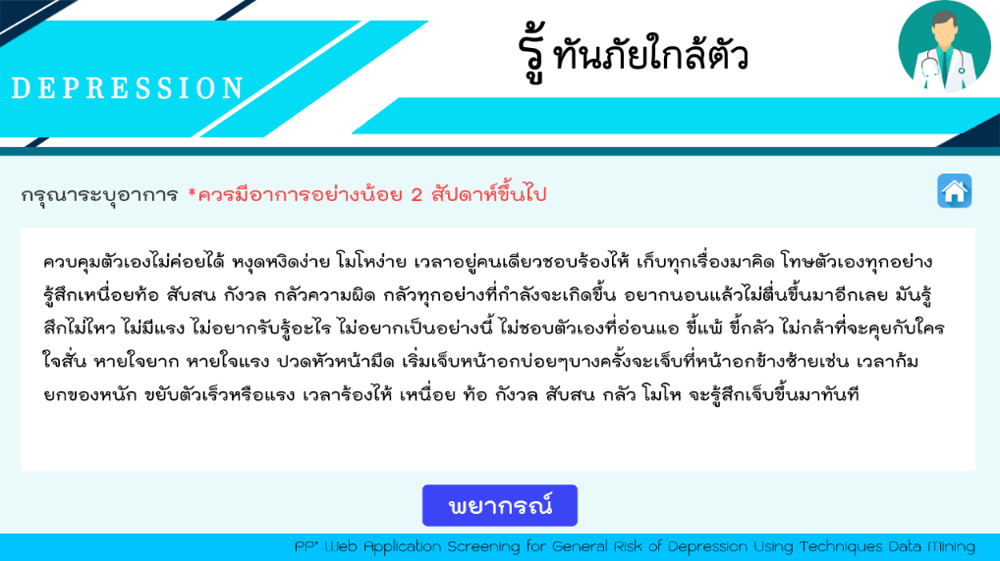 DEPRESSION
รู้ ทันภัยใกล้ตัว
กรุณาระบุอาการ *ควรมีอาการอย่างน้อย 2 สัปดาห์ขึ้นไป
ควบคุมตัวเองไม่ค่อยได้ หงุดหงิดง่าย โมโหง่าย เวลาอยู่คนเดียวชอบร้องไห้ เก็บทุกเรื่องมาคิด โทษตัวเองทุกอย่าง
รู้สึกเหนื่อยท้อ สับสน กังวล กลัวความผิด กลัวทุกอย่างที่กำลังจะเกิดขึ้น อยากนอนแล้วไม่ตื่นขึ้นมาอีกเลย มันรู้
สึกไม่ไหว ไม่มีแรง ไม่อยากรับรู้อะไร ไม่อยากเป็นอย่างนี้ ไม่ชอบตัวเองที่อ่อนแอ ขี้แพ้ ขี้กลัว ไม่กล้าที่จะคุยกับใคร
ใจสั่น หายใจยาก หายใจแรง ปวดหัวหน้ามืด เริ่มเจ็บหน้าอกบ่อยๆบางครั้งจะเจ็บที่หน้าอกข้างซ้ายเช่น เวลาก้ม
ยกของหนัก ขยับตัวเร็วหรือแรง เวลาร้องไห้ เหนื่อย ท้อ กังวล สับสน กลัว โมโห จะรู้สึกเจ็บขึ้นมาทันที
พยากรณ์
PP' Web Application Screening for General Risk of Depression Using Techniques Data Mining